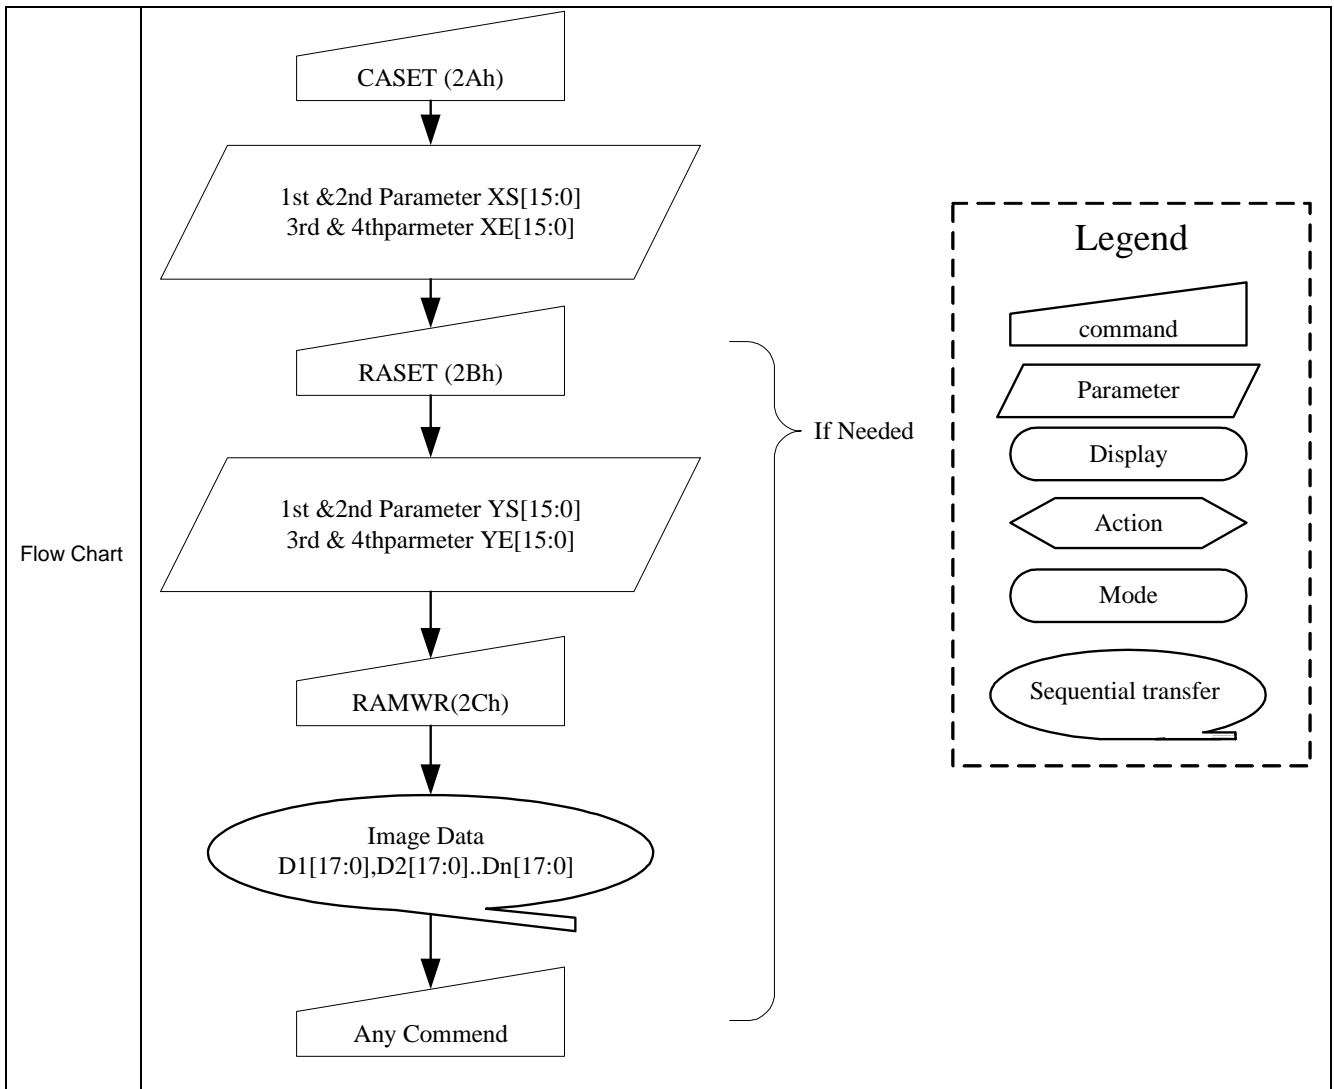 Flow Chart
CASET (2Ah)
1st &2nd Parameter XS[15:0]
3rd & 4thparmeter XE[15:0]
RASET (2Bh)
1st &2nd Parameter YS[15:0]
3rd & 4thparmeter YE[15:0]
RAMWR(2Ch)
Image Data
D1[17:0],D2[17:0]..Dn[17:0]
Any Commend
If Needed
Legend
command
Parameter
Display
Action
Mode
Sequential transfer